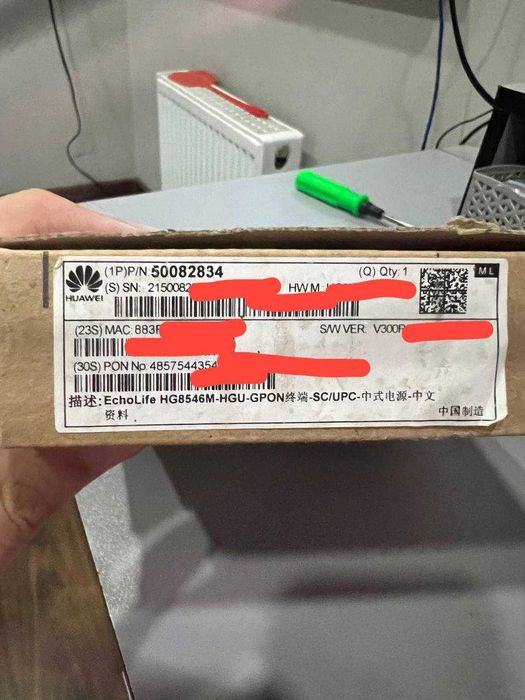 HUAWEI
(1P)P/N 50082834 (Q) Qty: 1 ML
(S) SN: 2150082 HW M:
(23S) MAC: 883 S/W VER: V300R
(30S) PON No: 4857544354
描述:EchoLife HG8546M-HGU-GPON终端-SC/UPC-中式电源-中文
资料 中国制造